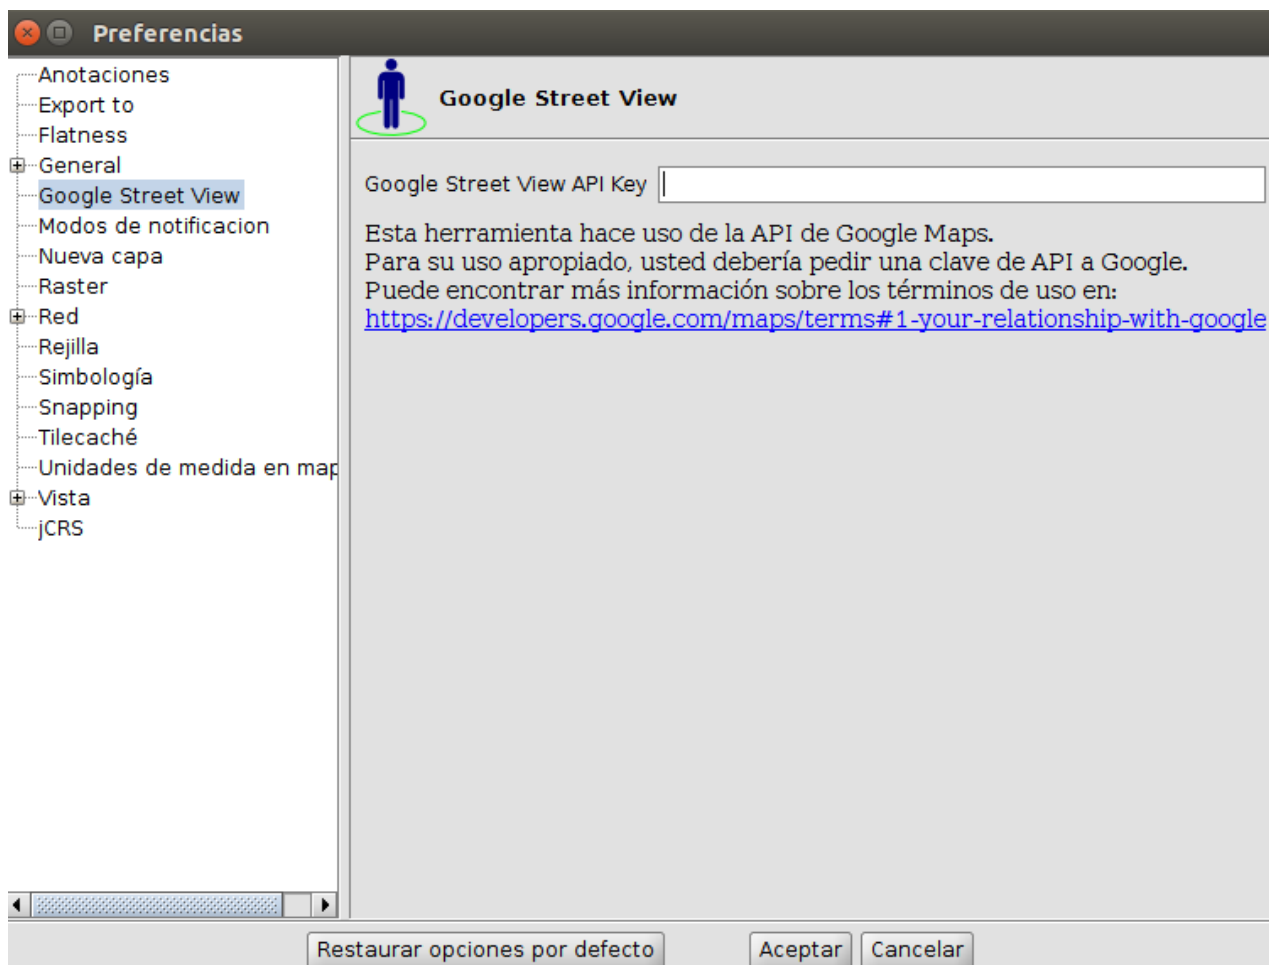 Preferencias
Anotaciones
Export to
Flatness
General
Google Street View
Modos de notificacion
Nueva capa
Raster
Red
Rejilla
Simbología
Snapping
Tilecaché
Unidades de medida en map
Vista
jCRS
Google Street View
Google Street View API Key
Esta herramienta hace uso de la API de Google Maps.
Para su uso apropiado, usted debería pedir una clave de API a Google.
Puede encontrar más información sobre los términos de uso en:
https://developers.google.com/maps/terms#1-your-relationship-with-google
Restaurar opciones por defecto
Aceptar
Cancelar